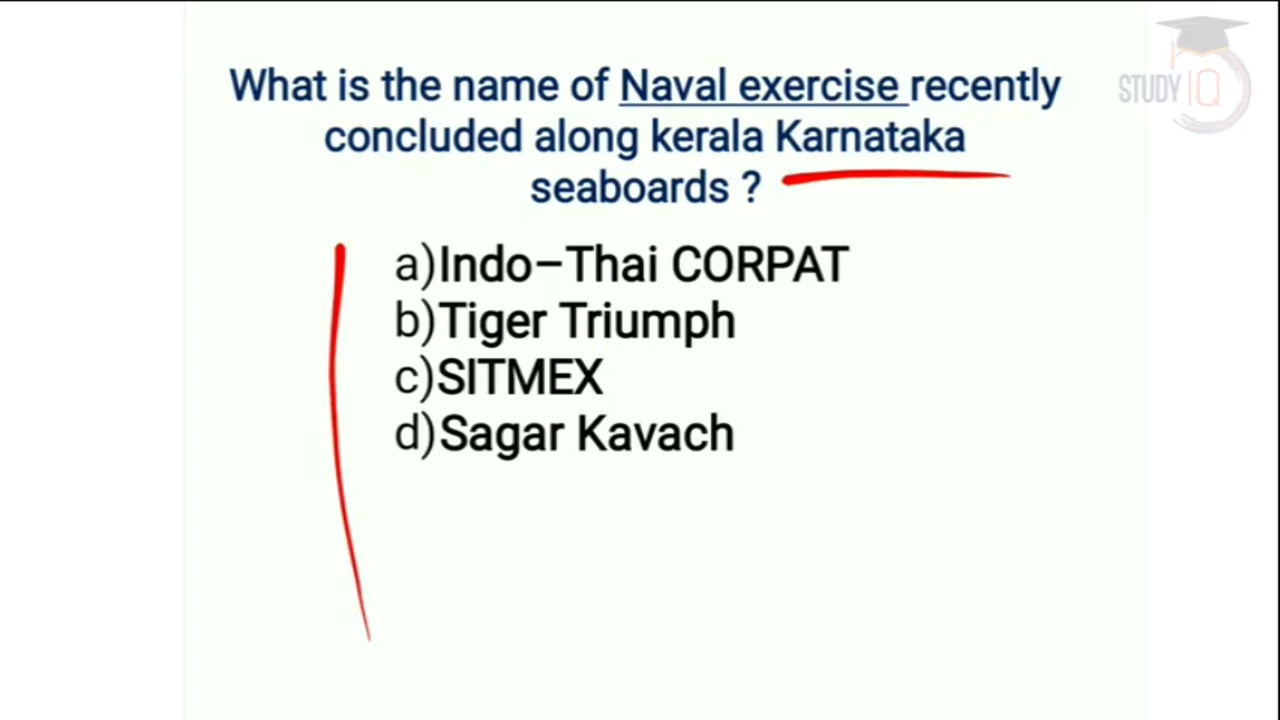 STUDY IQ
What is the name of Naval exercise recently
concluded along kerala Karnataka
seaboards ?
a)Indo–Thai CORPAT
b)Tiger Triumph
c)SITMEX
d)Sagar Kavach